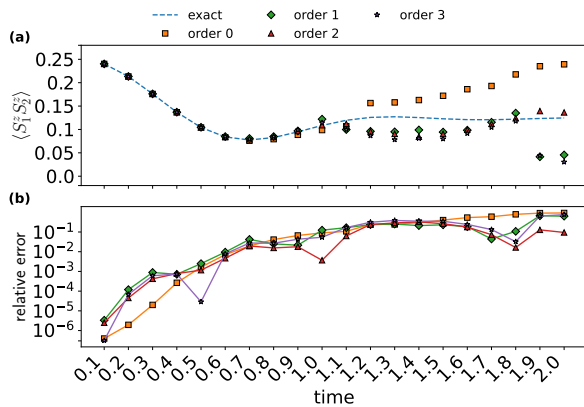 exact
order 0
order 1
order 2
order 3
(a)
⟨S₁ᶻS₂ᶻ⟩
0.25
0.20
0.15
0.10
0.05
0.0
(b)
relative error
10⁻¹
10⁻²
10⁻³
10⁻⁴
10⁻⁵
10⁻⁶
0.1 0.2 0.3 0.4 0.5 0.6 0.7 0.8 0.9 1.0 1.1 1.2 1.3 1.4 1.5 1.6 1.7 1.8 1.9 2.0
time